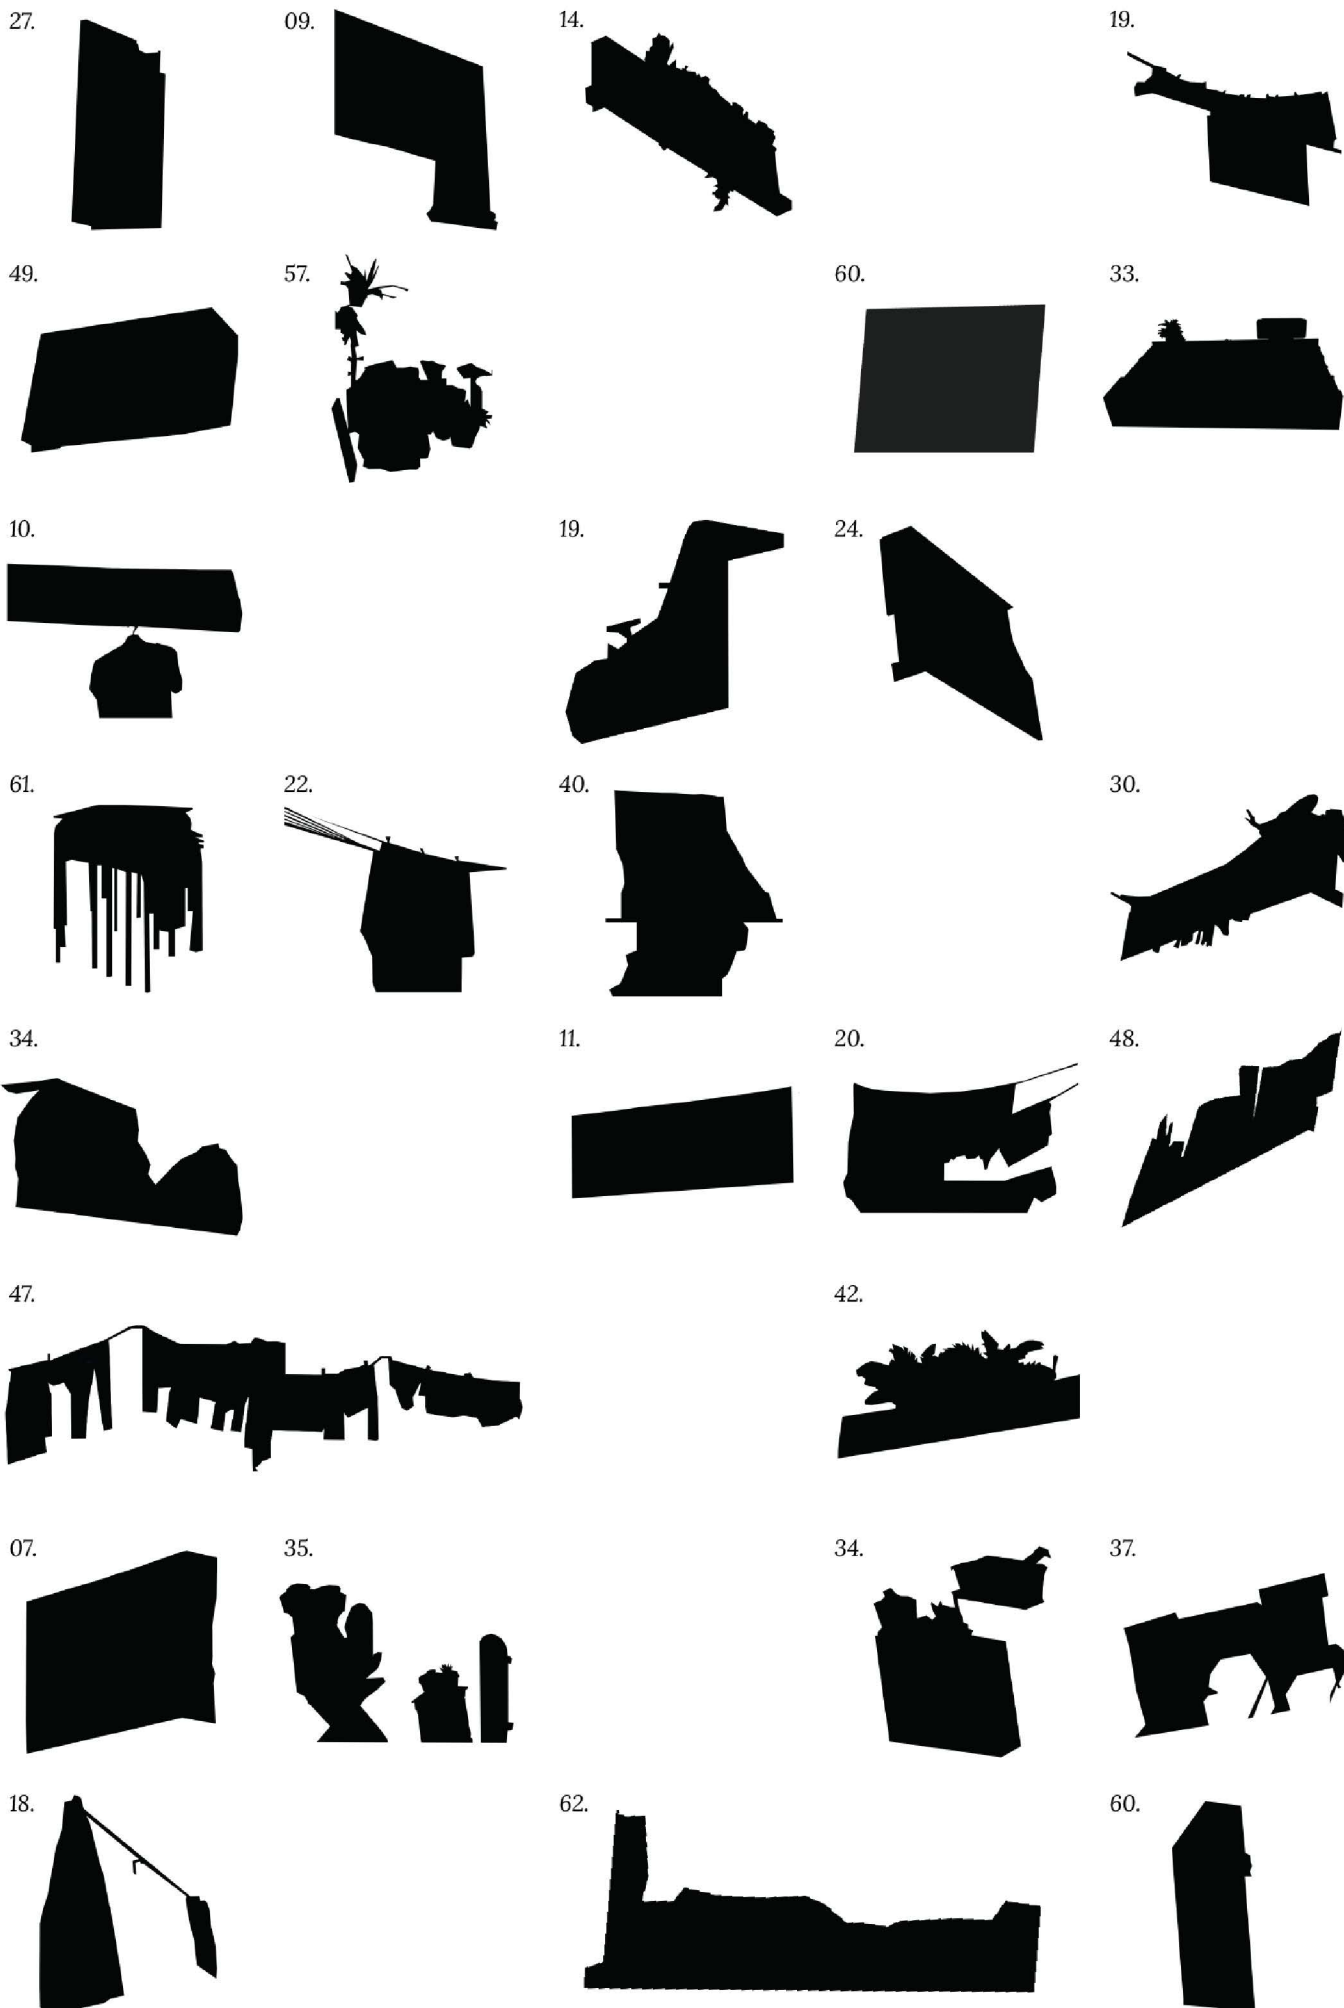 27. 09. 14. 19.
49. 57. 60. 33.
10. 19. 24.
61. 22. 40. 30.
34. 11. 20. 48.
47. 42.
07. 35. 34. 37.
18. 62. 60.